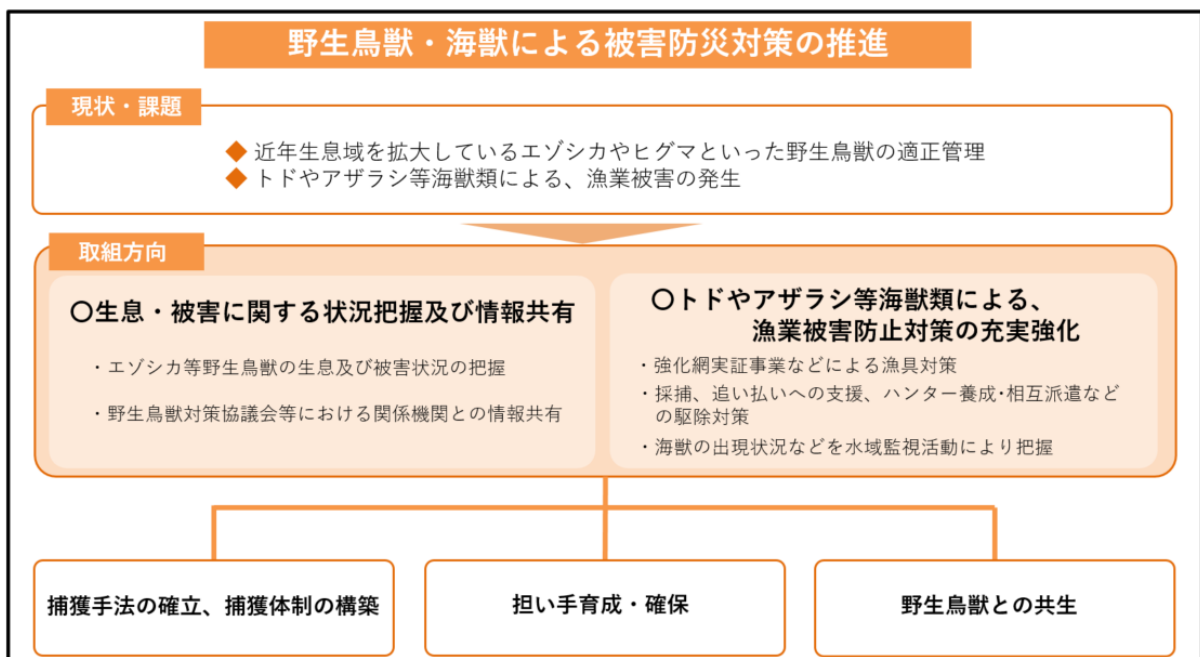 野生鳥獣・海獣による被害防災対策の推進
現状・課題
◆ 近年生息域を拡大しているエゾシカやヒグマといった野生鳥獣の適正管理
◆ トドやアザラシ等海獣類による、漁業被害の発生
取組方向
〇生息・被害に関する状況把握及び情報共有
・エゾシカ等野生鳥獣の生息及び被害状況の把握
・野生鳥獣対策協議会等における関係機関との情報共有
〇トドやアザラシ等海獣類による、
漁業被害防止対策の充実強化
・強化網実証事業などによる漁具対策
・採捕、追い払いへの支援、ハンター養成･相互派遣など
の駆除対策
・海獣の出現状況などを水域監視活動により把握
捕獲手法の確立、捕獲体制の構築
担い手育成・確保
野生鳥獣との共生